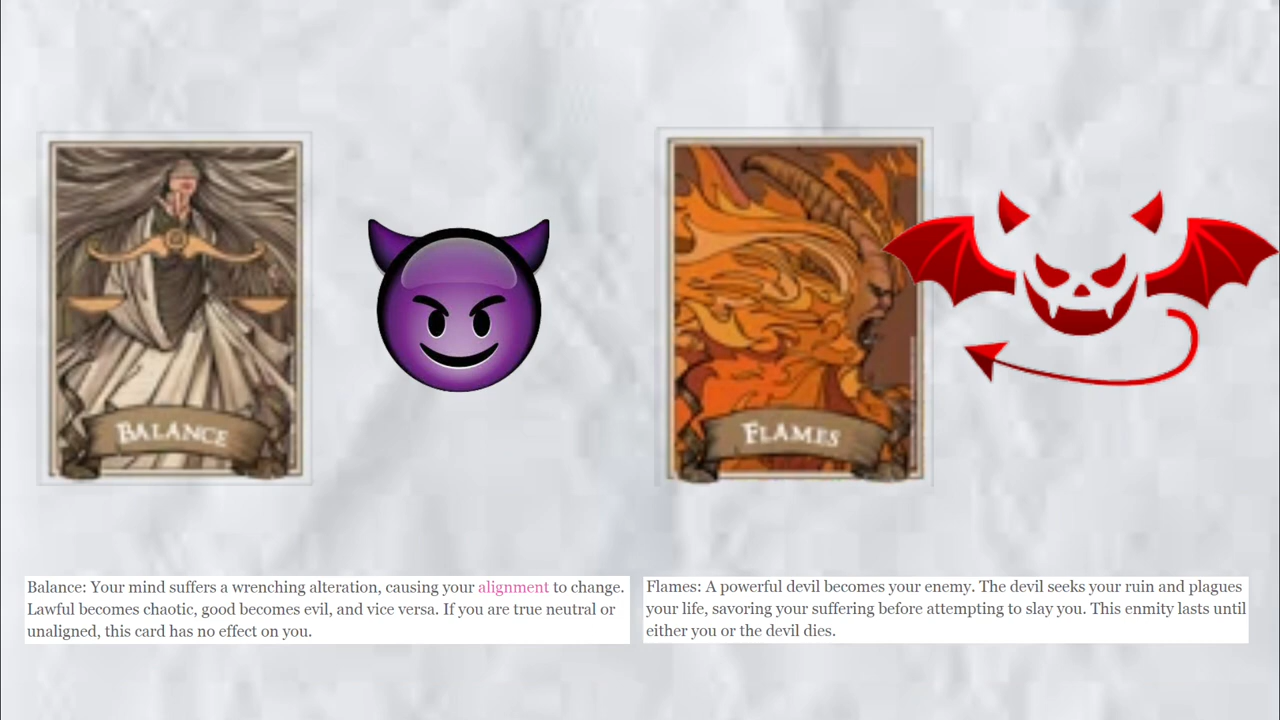 BALANCE
FLAMES
Balance: Your mind suffers a wrenching alteration, causing your alignment to change.
Lawful becomes chaotic, good becomes evil, and vice versa. If you are true neutral or
unaligned, this card has no effect on you.
Flames: A powerful devil becomes your enemy. The devil seeks your ruin and plagues
your life, savoring your suffering before attempting to slay you. This enmity lasts until
either you or the devil dies.